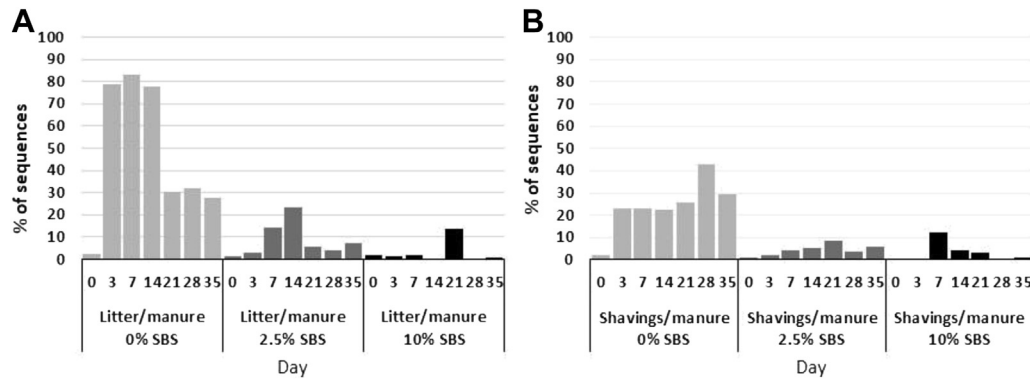 A
% of sequences
100
90
80
70
60
50
40
30
20
10
0
0 3 7 14 21 28 35 0 3 7 14 21 28 35 0 3 7 14 21 28 35
Litter/manure Litter/manure Litter/manure
0% SBS 2.5% SBS 10% SBS
Day
B
% of sequences
100
90
80
70
60
50
40
30
20
10
0
0 3 7 14 21 28 35 0 3 7 14 21 28 35 0 3 7 14 21 28 35
Shavings/manure Shavings/manure Shavings/manure
0% SBS 2.5% SBS 10% SBS
Day